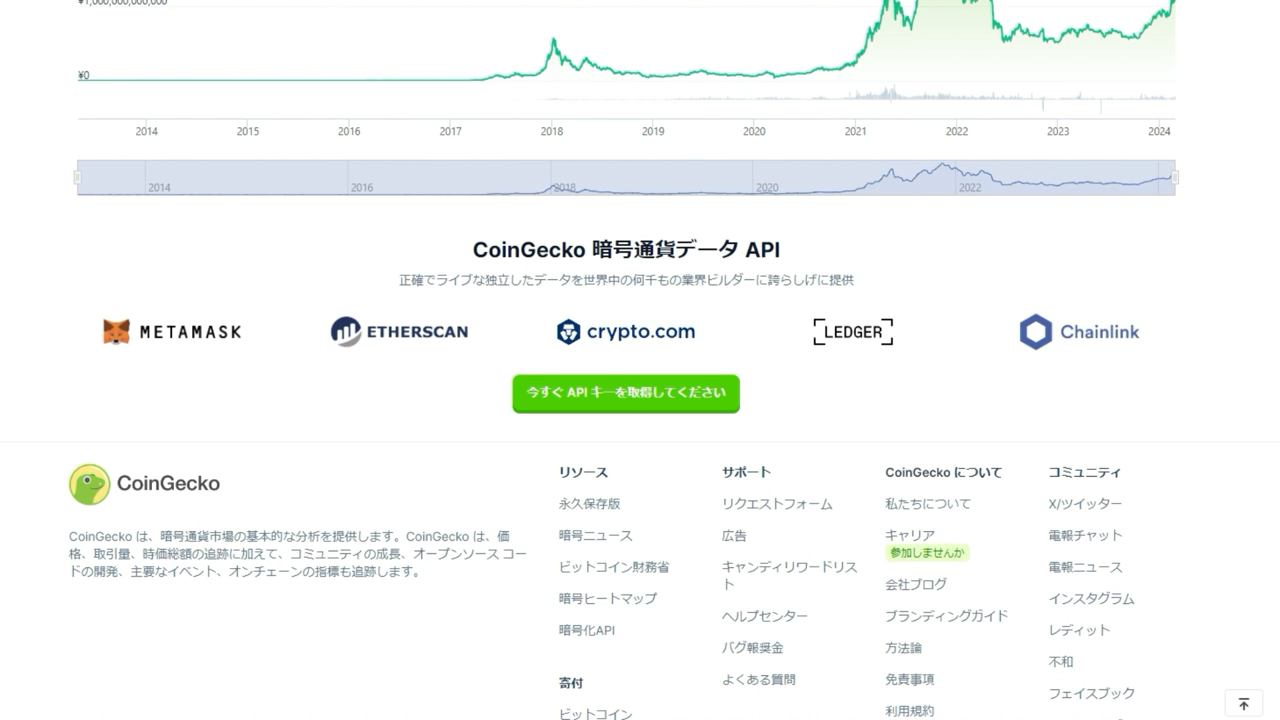 ¥1,000,000,000,000
¥0
2014 2015 2016 2017 2018 2019 2020 2021 2022 2023 2024
2014 2016 2018 2020 2022
CoinGecko 暗号通貨データ API
正確でライブな独立したデータを世界中の何千もの業界ビルダーに誇らしげに提供
METAMASK ETHERSCAN crypto.com LEDGER Chainlink
今すぐ API キーを取得してください
CoinGecko
CoinGecko は、暗号通貨市場の基本的な分析を提供します。CoinGecko は、価
格、取引量、時価総額の追跡に加えて、コミュニティの成長、オープンソース コー
ドの開発、主要なイベント、オンチェーンの指標も追跡します。
リソース
永久保存版
暗号ニュース
ビットコイン財務省
暗号ヒートマップ
暗号化API
寄付
ビットコイン
サポート
リクエストフォーム
広告
キャンディリワードリス
ト
ヘルプセンター
バグ報奨金
よくある質問
CoinGecko について
私たちについて
キャリア
参加しませんか
会社ブログ
ブランディングガイド
方法論
免責事項
利用規約
コミュニティ
X/ツイッター
電報チャット
電報ニュース
インスタグラム
レディット
不和
フェイスブック